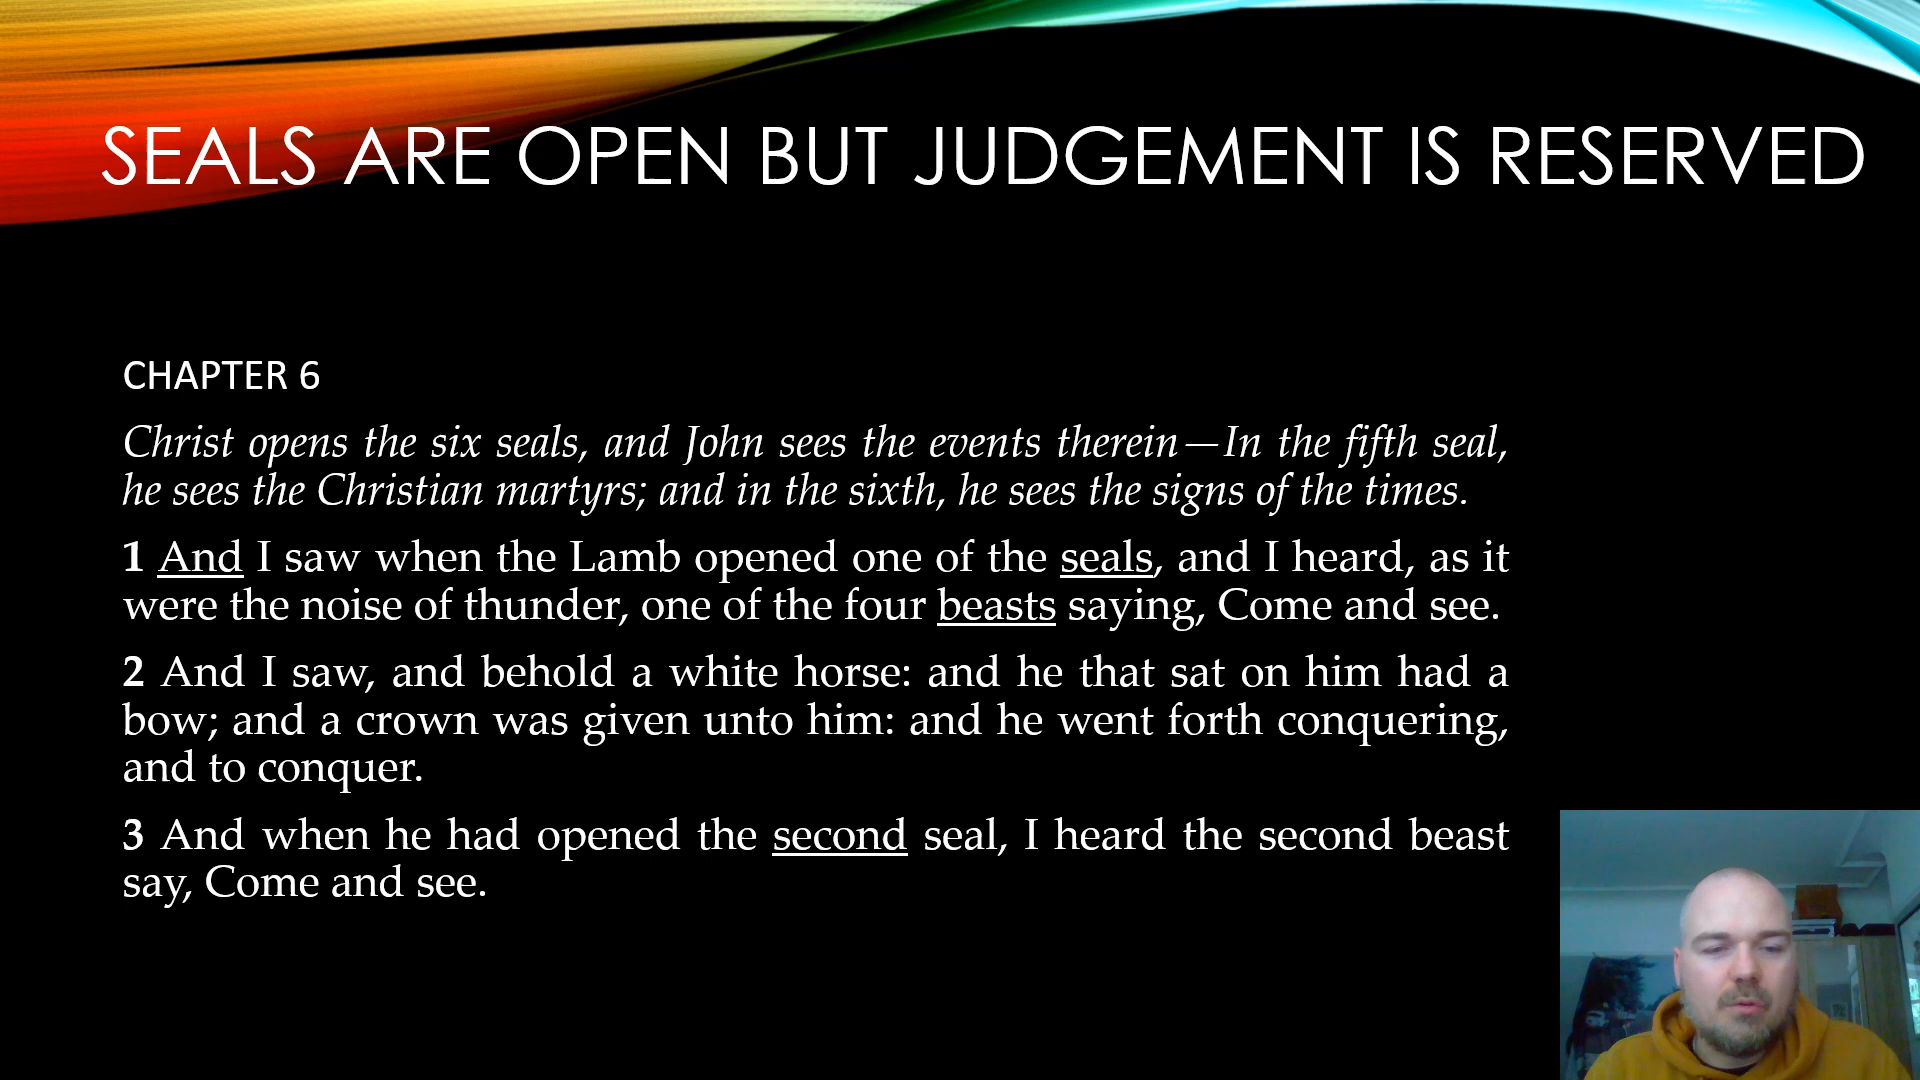 SEALS ARE OPEN BUT JUDGEMENT IS RESERVED
CHAPTER 6
Christ opens the six seals, and John sees the events therein—In the fifth seal,
he sees the Christian martyrs; and in the sixth, he sees the signs of the times.
1 And I saw when the Lamb opened one of the seals, and I heard, as it
were the noise of thunder, one of the four beasts saying, Come and see.
2 And I saw, and behold a white horse: and he that sat on him had a
bow; and a crown was given unto him: and he went forth conquering,
and to conquer.
3 And when he had opened the second seal, I heard the second beast
say, Come and see.